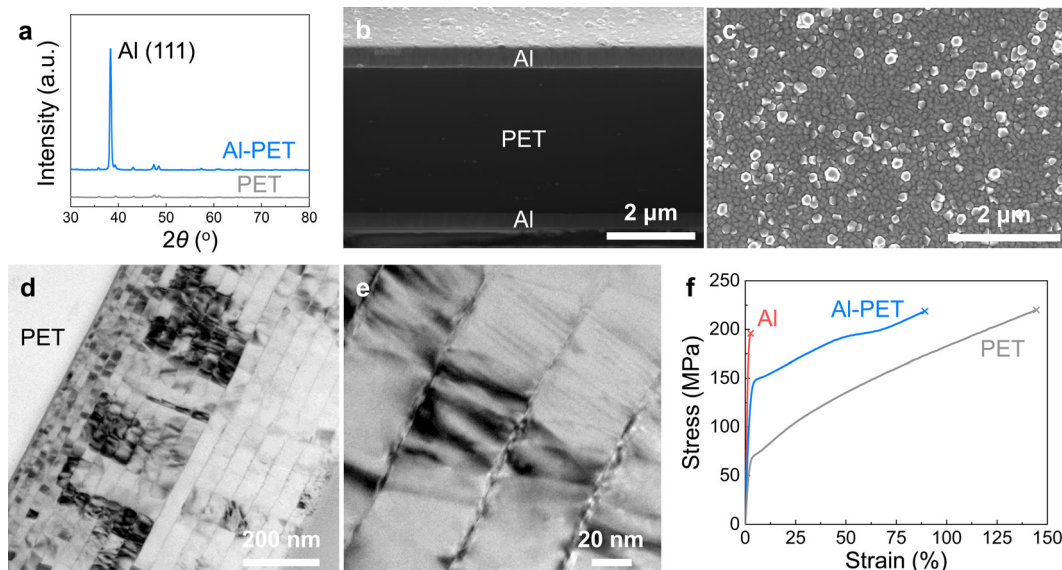 a
Al (111)
Intensity (a.u.)
Al-PET
PET
30 40 50 60 70 80
2θ (°)
b
Al
PET
Al
2 μm
c
2 μm
d
PET
200 nm
e
20 nm
f
250
200
150
100
50
0
Stress (MPa)
Al
Al-PET
PET
0 25 50 75 100 125 150
Strain (%)